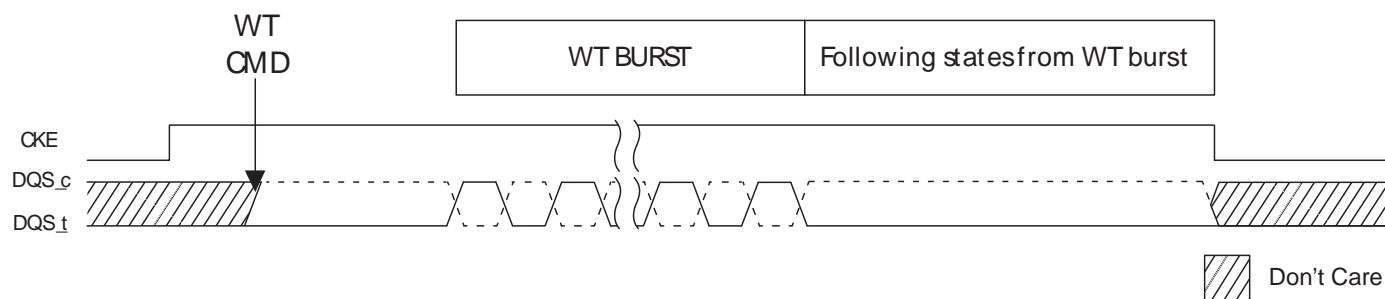 WT
CMD
WT BURST
Following states from WT burst
CKE
DQS_c
DQS_t
Don't Care